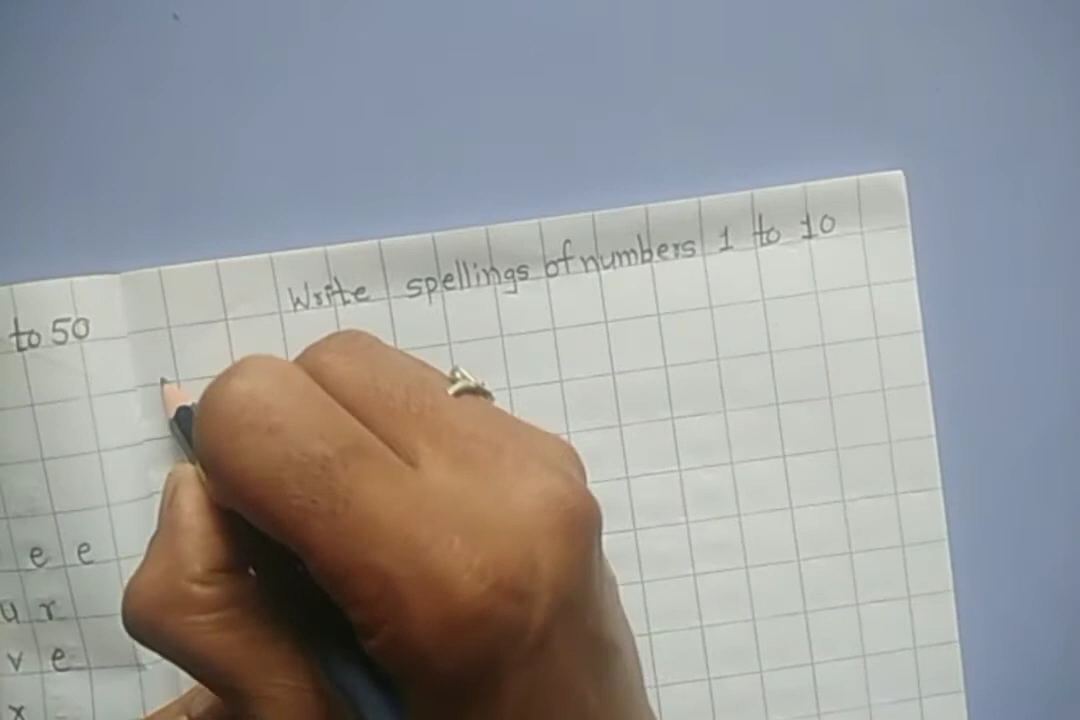 to 50
e e
u r
v e
x
Write spellings of numbers 1 to 10